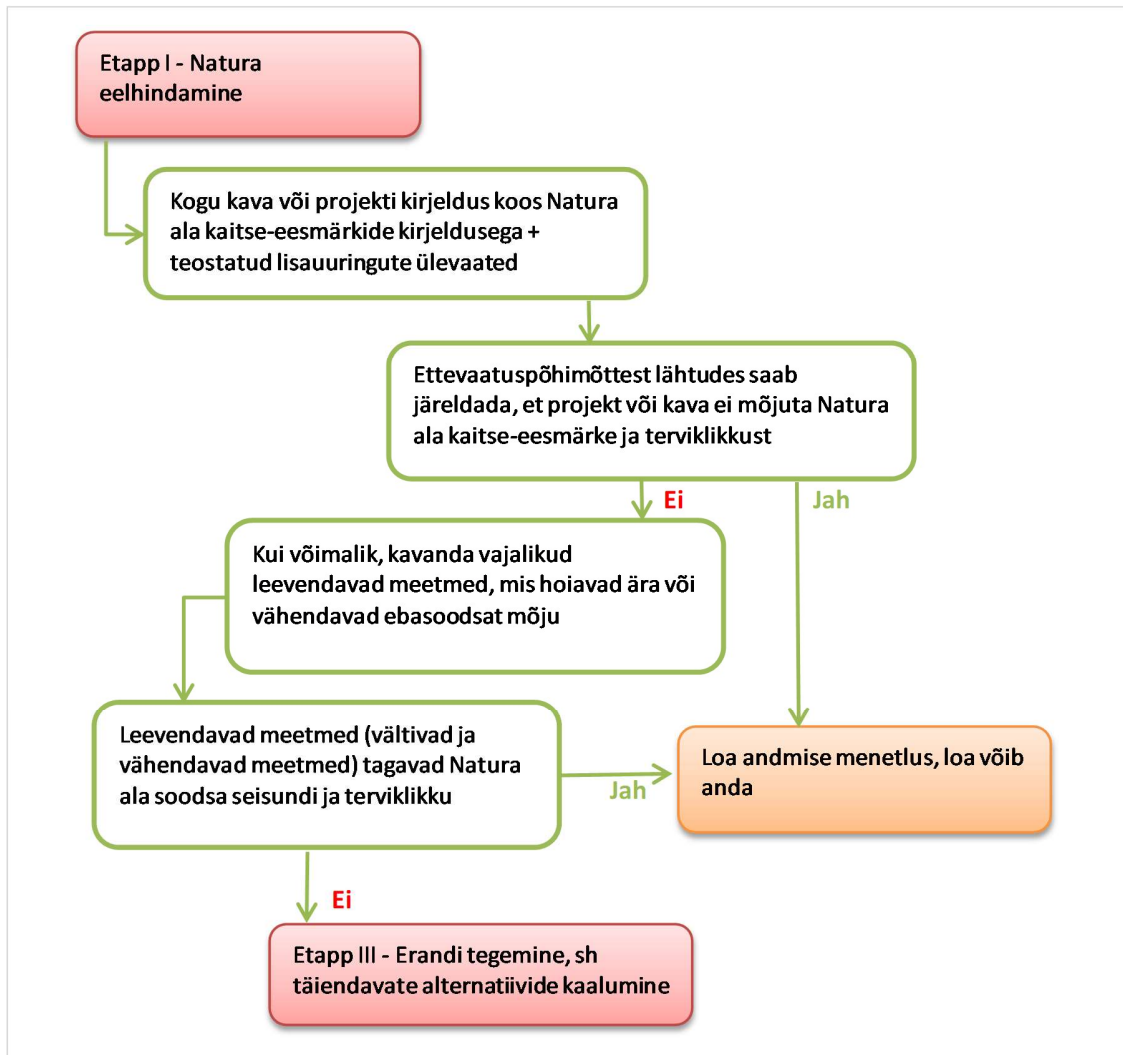 Etapp I - Natura
eelhindamine
Kogu kava või projekti kirjeldus koos Natura
ala kaitse-eesmärkide kirjeldusega +
teostatud lisauuringute ülevaated
Ettevaatuspõhimõttest lähtudes saab
järeldada, et projekt või kava ei mõjuta Natura
ala kaitse-eesmärke ja terviklikkust
Ei
Jah
Kui võimalik, kavanda vajalikud
leevendavad meetmed, mis hoiavad ära või
vähendavad ebasoodsat mõju
Leevendavad meetmed (vältivad ja
vähendavad meetmed) tagavad Natura
ala soodsa seisundi ja terviklikku
Jah
Loa andmise menetlus, loa võib
anda
Ei
Etapp III - Erandi tegemine, sh
täiendavate alternatiivide kaalumine